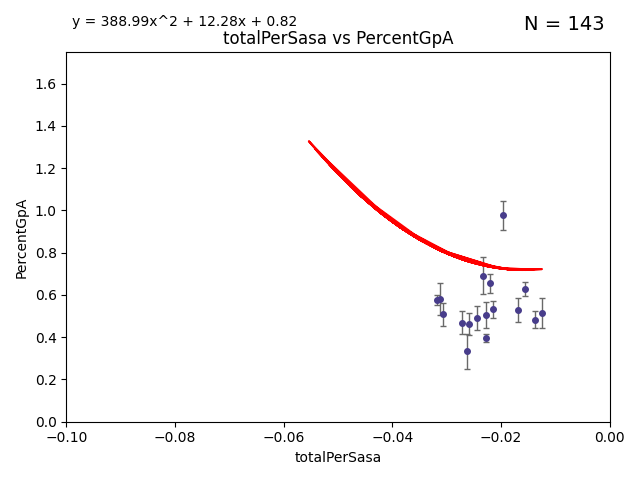 y = 388.99x^2 + 12.28x + 0.82
N = 143
totalPerSasa vs PercentGpA
1.6
1.4
1.2
1.0
0.8
0.6
0.4
0.2
0.0
PercentGpA
−0.10 −0.08 −0.06 −0.04 −0.02 0.00
totalPerSasa